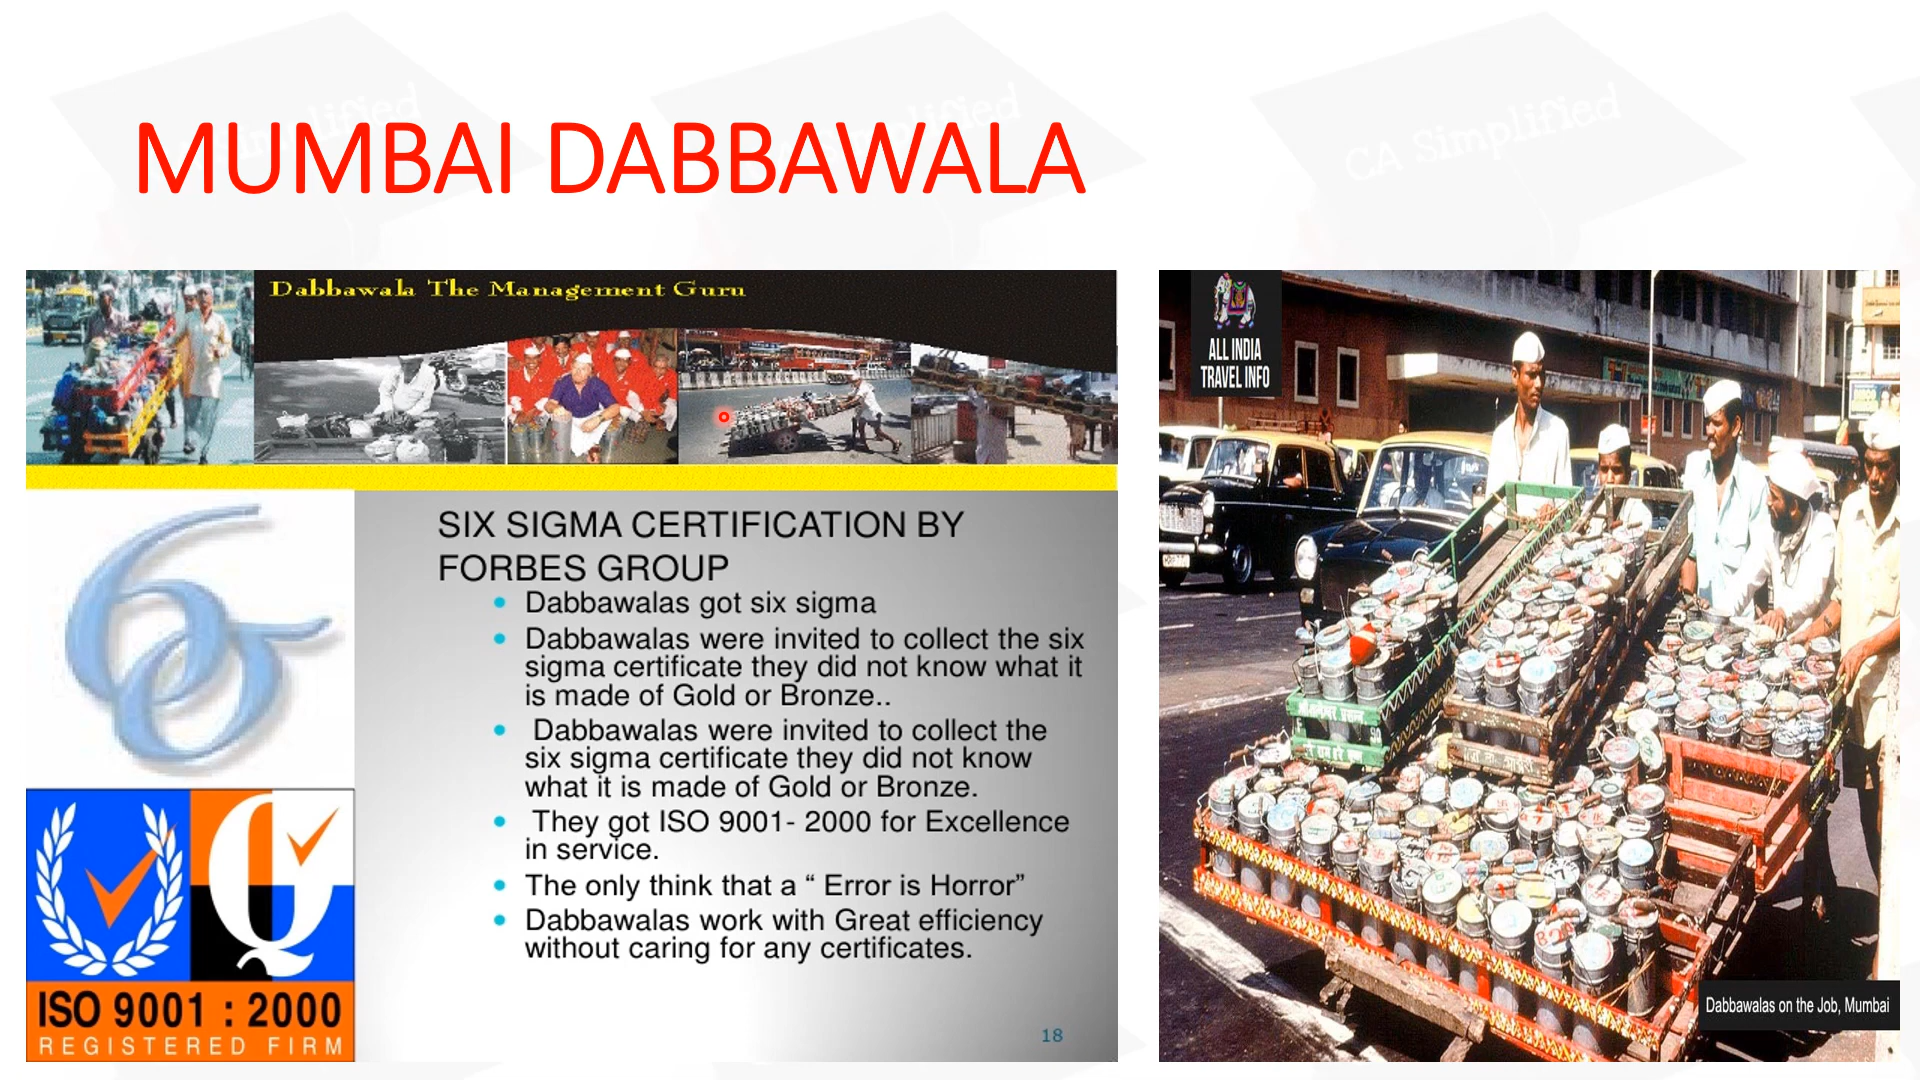 MUMBAI DABBAWALA
CA Simplified
Dabbawala The Management Guru
SIX SIGMA CERTIFICATION BY
FORBES GROUP
• Dabbawalas got six sigma
• Dabbawalas were invited to collect the six
sigma certificate they did not know what it
is made of Gold or Bronze..
• Dabbawalas were invited to collect the
six sigma certificate they did not know
what it is made of Gold or Bronze.
• They got ISO 9001- 2000 for Excellence
in service.
• The only think that a “ Error is Horror”
• Dabbawalas work with Great efficiency
without caring for any certificates.
18
6σ
ISO 9001 : 2000
REGISTERED FIRM
ALL INDIA
TRAVEL INFO
Dabbawalas on the Job, Mumbai